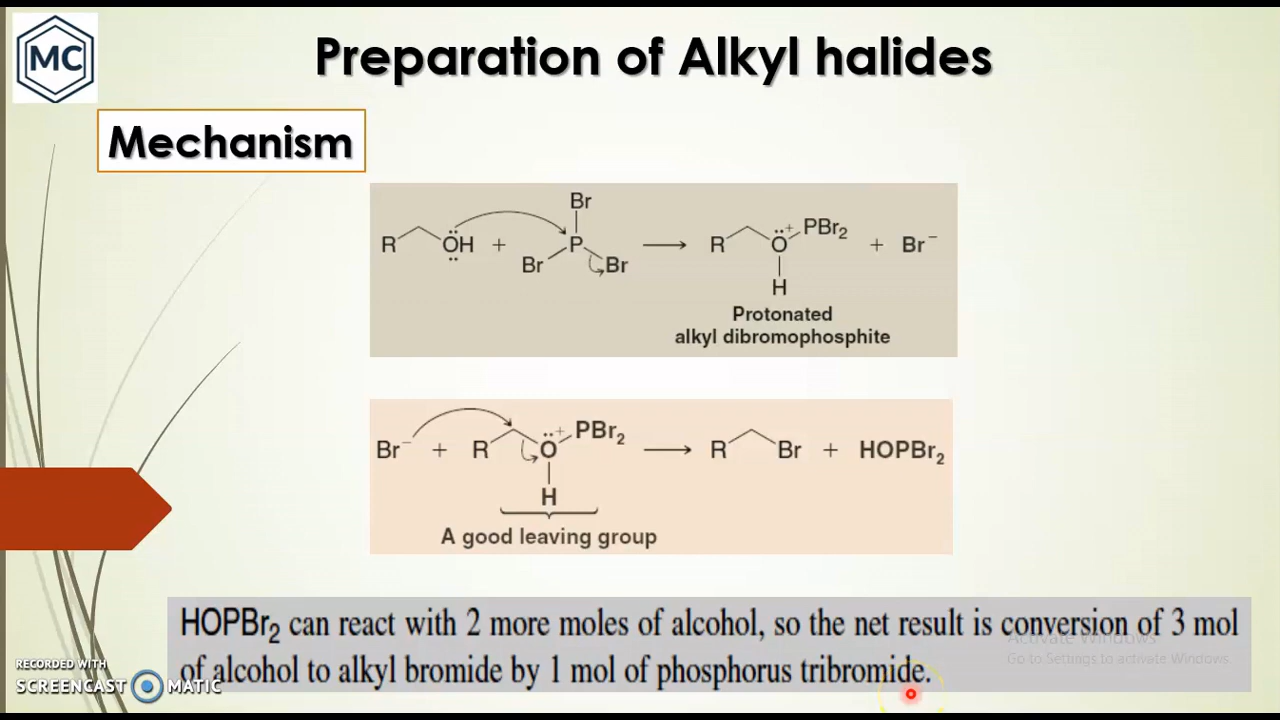 MC
Preparation of Alkyl halides
Mechanism
Br
R ÖH + P Br Br ⟶ R O + PBr₂ + Br⁻
H
Protonated
alkyl dibromophosphite
Br⁻ + R O + PBr₂ ⟶ R Br + HOPBr₂
H
A good leaving group
HOPBr₂ can react with 2 more moles of alcohol, so the net result is conversion of 3 mol
of alcohol to alkyl bromide by 1 mol of phosphorus tribromide.
Activate Windows
Go to Settings to activate Windows.
RECORDED WITH
SCREENCAST MATIC